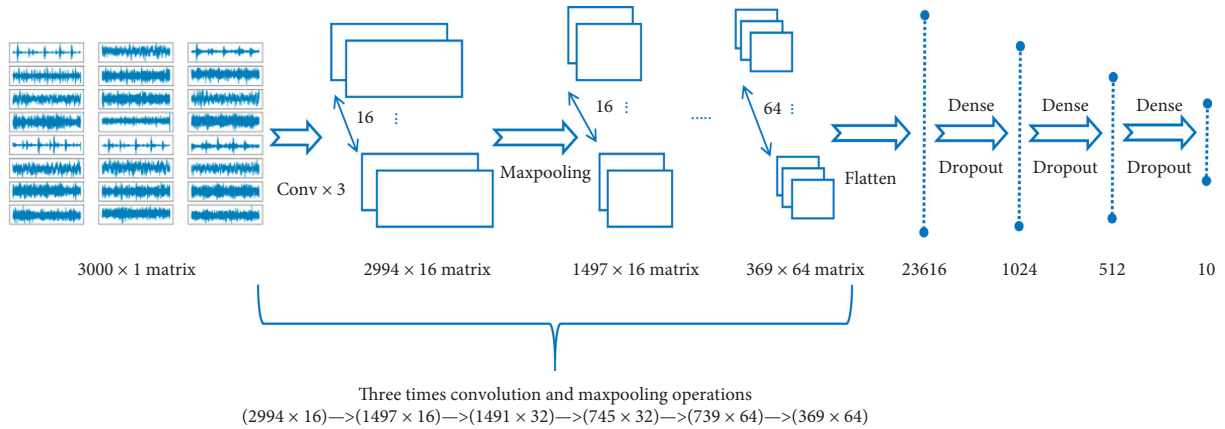 16
16
64
Conv × 3
Maxpooling
Flatten
Dense
Dropout
Dense
Dropout
Dense
Dropout
3000 × 1 matrix
2994 × 16 matrix
1497 × 16 matrix
369 × 64 matrix
23616
1024
512
10
Three times convolution and maxpooling operations
(2994 × 16)—>(1497 × 16)—>(1491 × 32)—>(745 × 32)—>(739 × 64)—>(369 × 64)